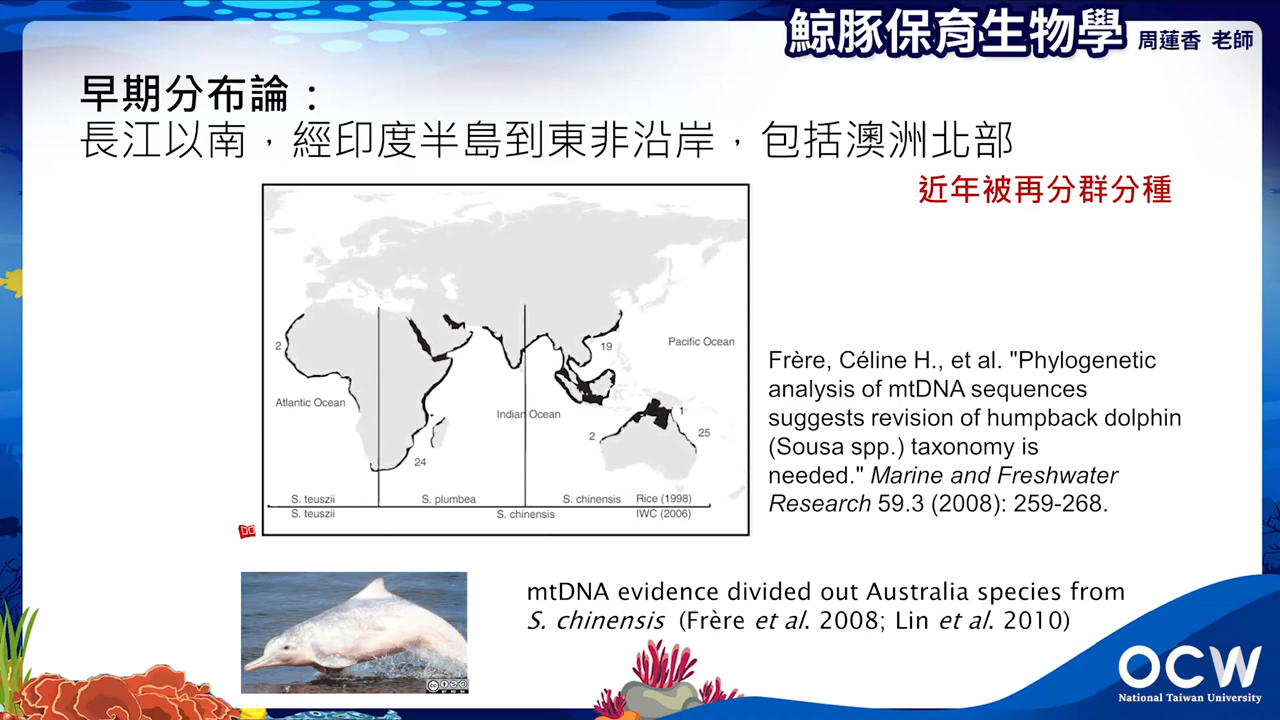 鯨豚保育生物學 周蓮香 老師
早期分布論：
長江以南，經印度半島到東非沿岸，包括澳洲北部
近年被再分群分種
2
19
Pacific Ocean
Atlantic Ocean
Indian Ocean
1
2
25
24
S. teuszii S. plumbea S. chinensis Rice (1998)
S. teuszii S. chinensis IWC (2006)
Frère, Céline H., et al. "Phylogenetic
analysis of mtDNA sequences
suggests revision of humpback dolphin
(Sousa spp.) taxonomy is
needed." Marine and Freshwater
Research 59.3 (2008): 259-268.
mtDNA evidence divided out Australia species from
S. chinensis (Frère et al. 2008; Lin et al. 2010)
OCW
National Taiwan University